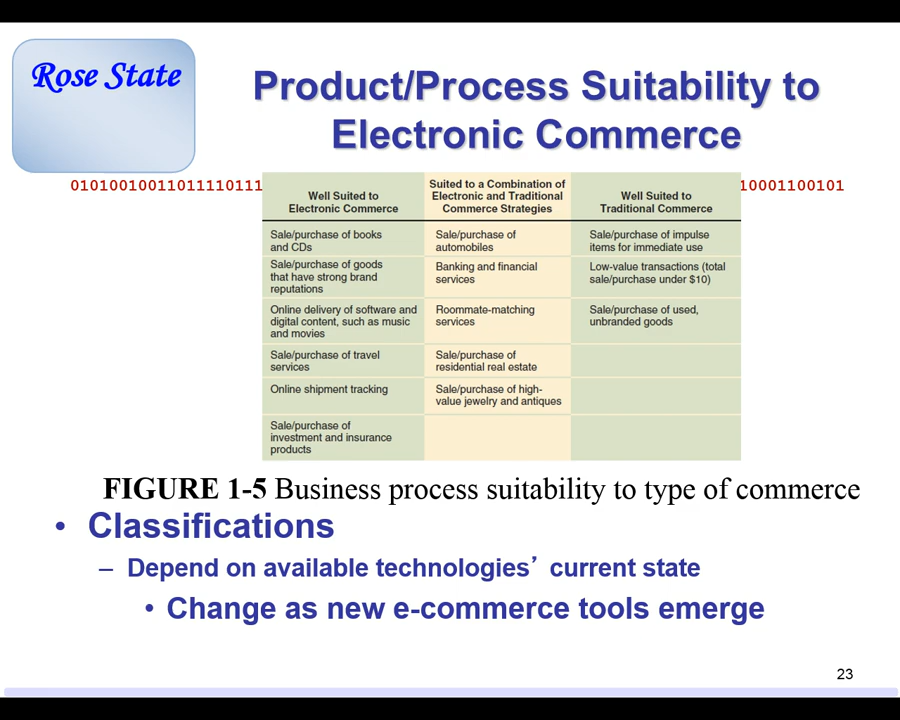 Rose State
Product/Process Suitability to
Electronic Commerce
01010010011011110111
10001100101
Well Suited to
Electronic Commerce
Suited to a Combination of
Electronic and Traditional
Commerce Strategies
Well Suited to
Traditional Commerce
Sale/purchase of books
and CDs
Sale/purchase of
automobiles
Sale/purchase of impulse
items for immediate use
Sale/purchase of goods
that have strong brand
reputations
Banking and financial
services
Low-value transactions (total
sale/purchase under $10)
Online delivery of software and
digital content, such as music
and movies
Roommate-matching
services
Sale/purchase of used,
unbranded goods
Sale/purchase of travel
services
Sale/purchase of
residential real estate
Online shipment tracking
Sale/purchase of high-
value jewelry and antiques
Sale/purchase of
investment and insurance
products
FIGURE 1-5 Business process suitability to type of commerce
• Classifications
– Depend on available technologies’ current state
• Change as new e-commerce tools emerge
23